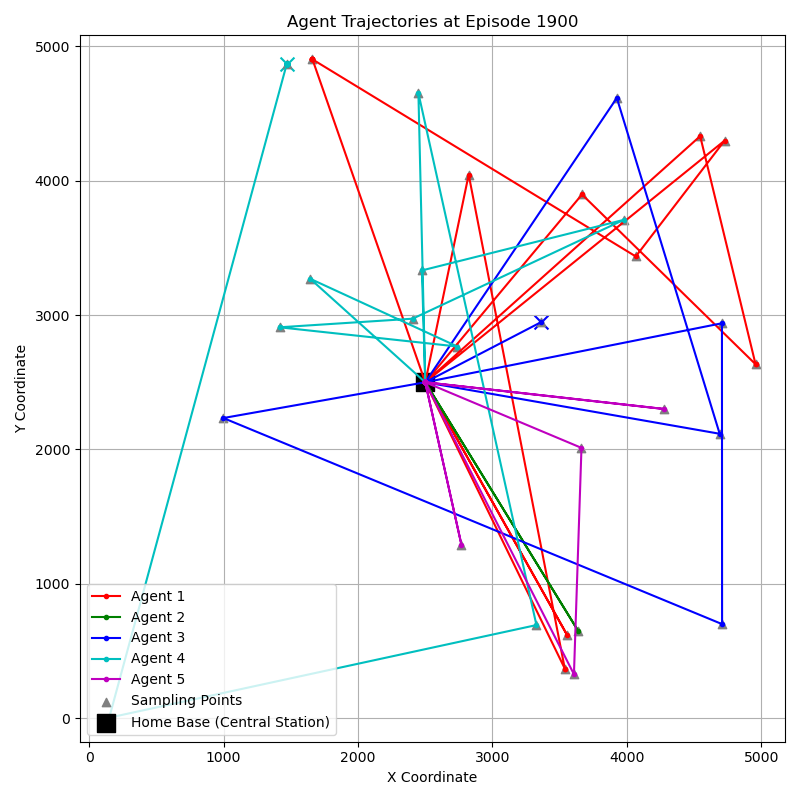 Agent Trajectories at Episode 1900
5000
4000
3000
2000
1000
0
Y Coordinate
Agent 1
Agent 2
Agent 3
Agent 4
Agent 5
Sampling Points
Home Base (Central Station)
0 1000 2000 3000 4000 5000
X Coordinate